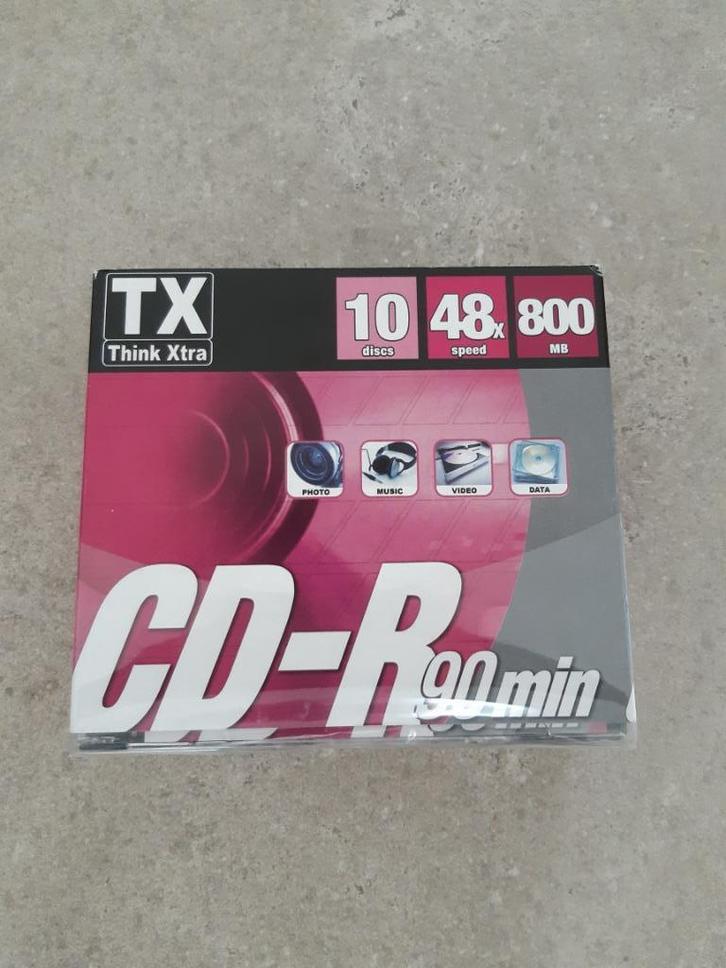 TX
Think Xtra
10
discs
48x
speed
800
MB
PHOTO
MUSIC
VIDEO
DATA
CD-R
90 min